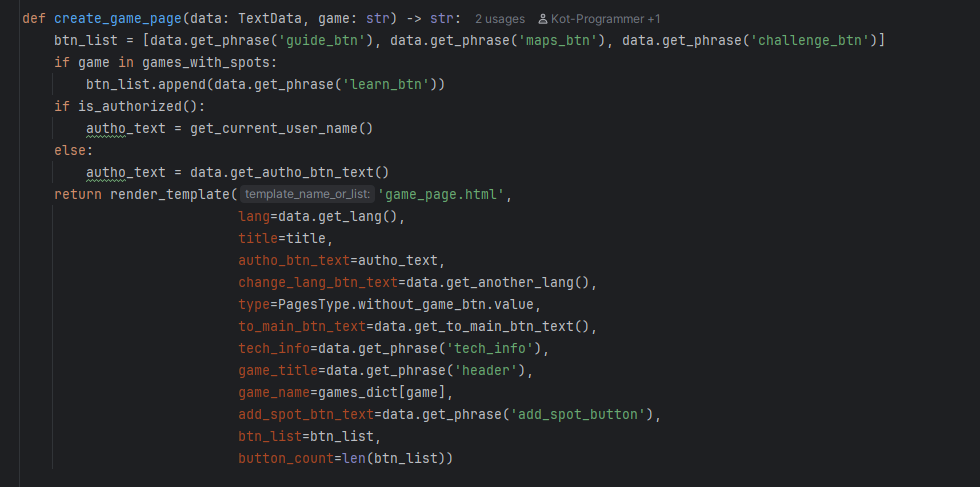 def create_game_page(data: TextData, game: str) -> str: 2 usages Kot-Programmer +1
    btn_list = [data.get_phrase('guide_btn'), data.get_phrase('maps_btn'), data.get_phrase('challenge_btn')]
    if game in games_with_spots:
        btn_list.append(data.get_phrase('learn_btn'))
    if is_authorized():
        autho_text = get_current_user_name()
    else:
        autho_text = data.get_autho_btn_text()
    return render_template( template_name_or_list: 'game_page.html',
                           lang=data.get_lang(),
                           title=title,
                           autho_btn_text=autho_text,
                           change_lang_btn_text=data.get_another_lang(),
                           type=PagesType.without_game_btn.value,
                           to_main_btn_text=data.get_to_main_btn_text(),
                           tech_info=data.get_phrase('tech_info'),
                           game_title=data.get_phrase('header'),
                           game_name=games_dict[game],
                           add_spot_btn_text=data.get_phrase('add_spot_button'),
                           btn_list=btn_list,
                           button_count=len(btn_list))